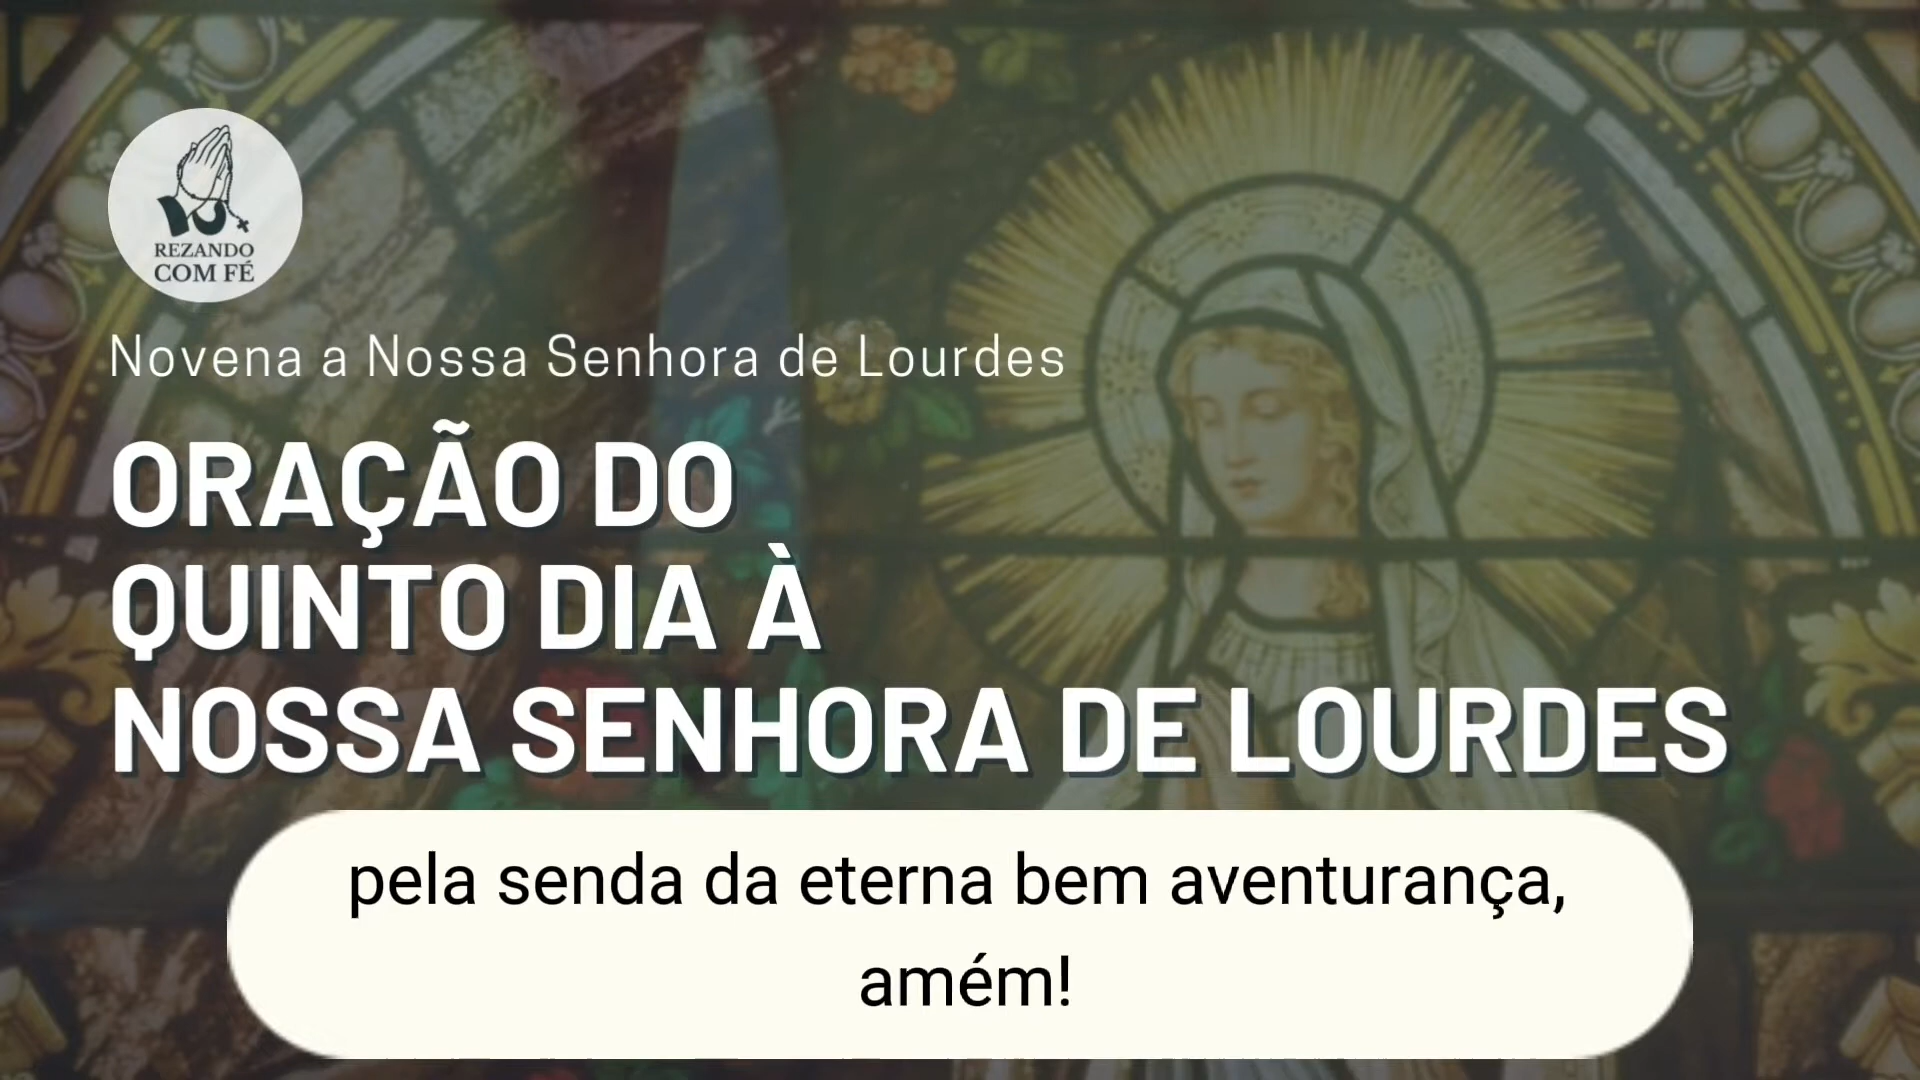 REZANDO
COM FÉ
Novena a Nossa Senhora de Lourdes
ORAÇÃO DO
QUINTO DIA À
NOSSA SENHORA DE LOURDES
pela senda da eterna bem aventurança,
amém!